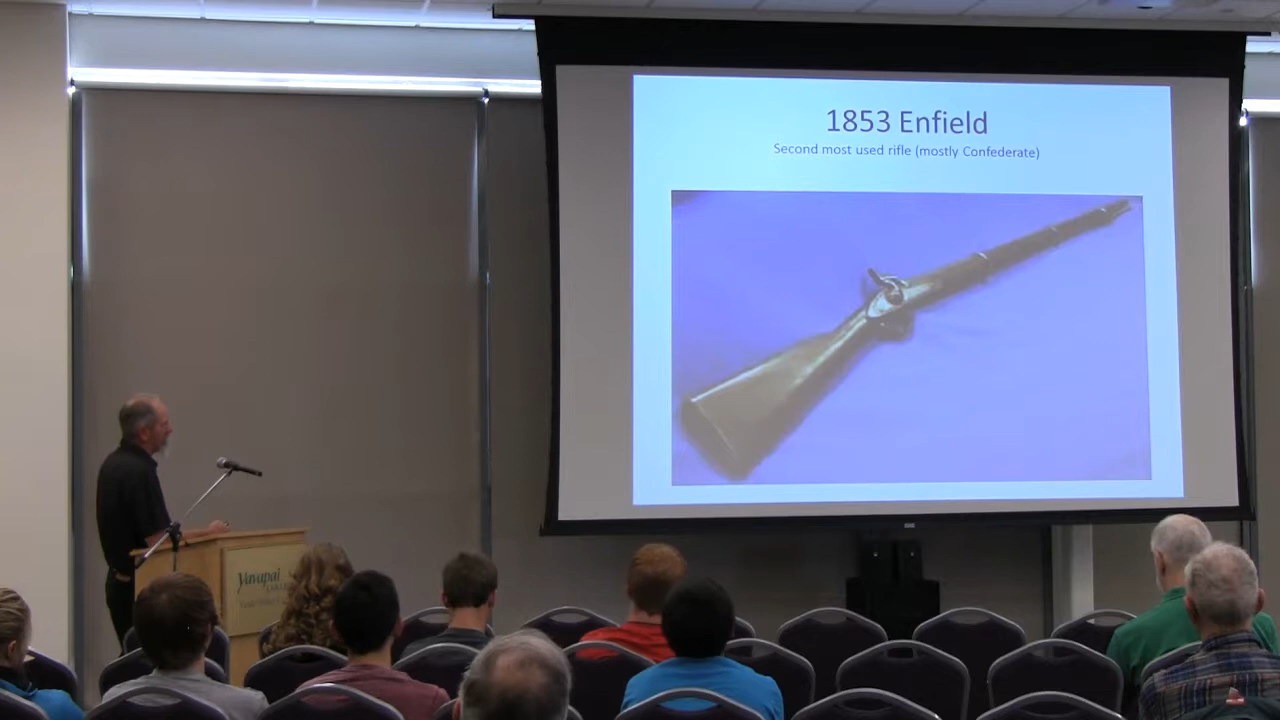 1853 Enfield
Second most used rifle (mostly Confederate)
Yavapai